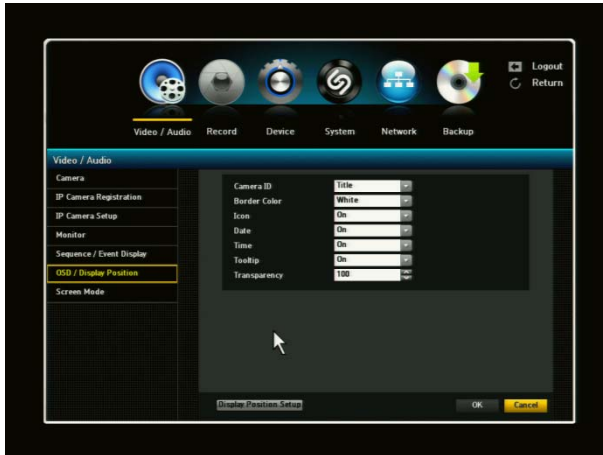 Logout
Return
Video / Audio Record Device System Network Backup
Video / Audio
Camera
IP Camera Registration
IP Camera Setup
Monitor
Sequence / Event Display
OSD / Display Position
Screen Mode
Camera ID Title
Border Color White
Icon On
Date On
Time On
Tooltip On
Transparency 100
Display Position Setup OK Cancel